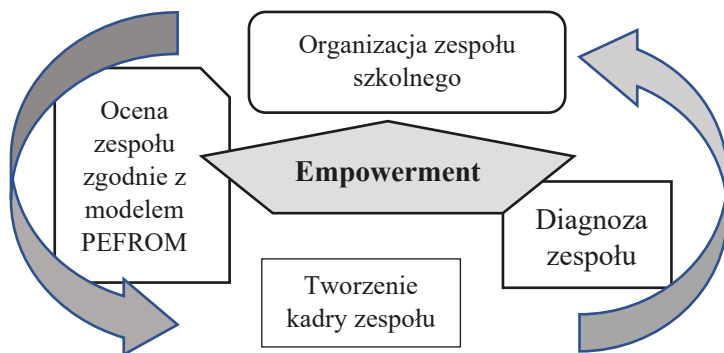 Organizacja zespołu
szkolnego
Ocena
zespołu
zgodnie z
modelem
PEFROM
Empowerment
Diagnoza
zespołu
Tworzenie
kadry zespołu